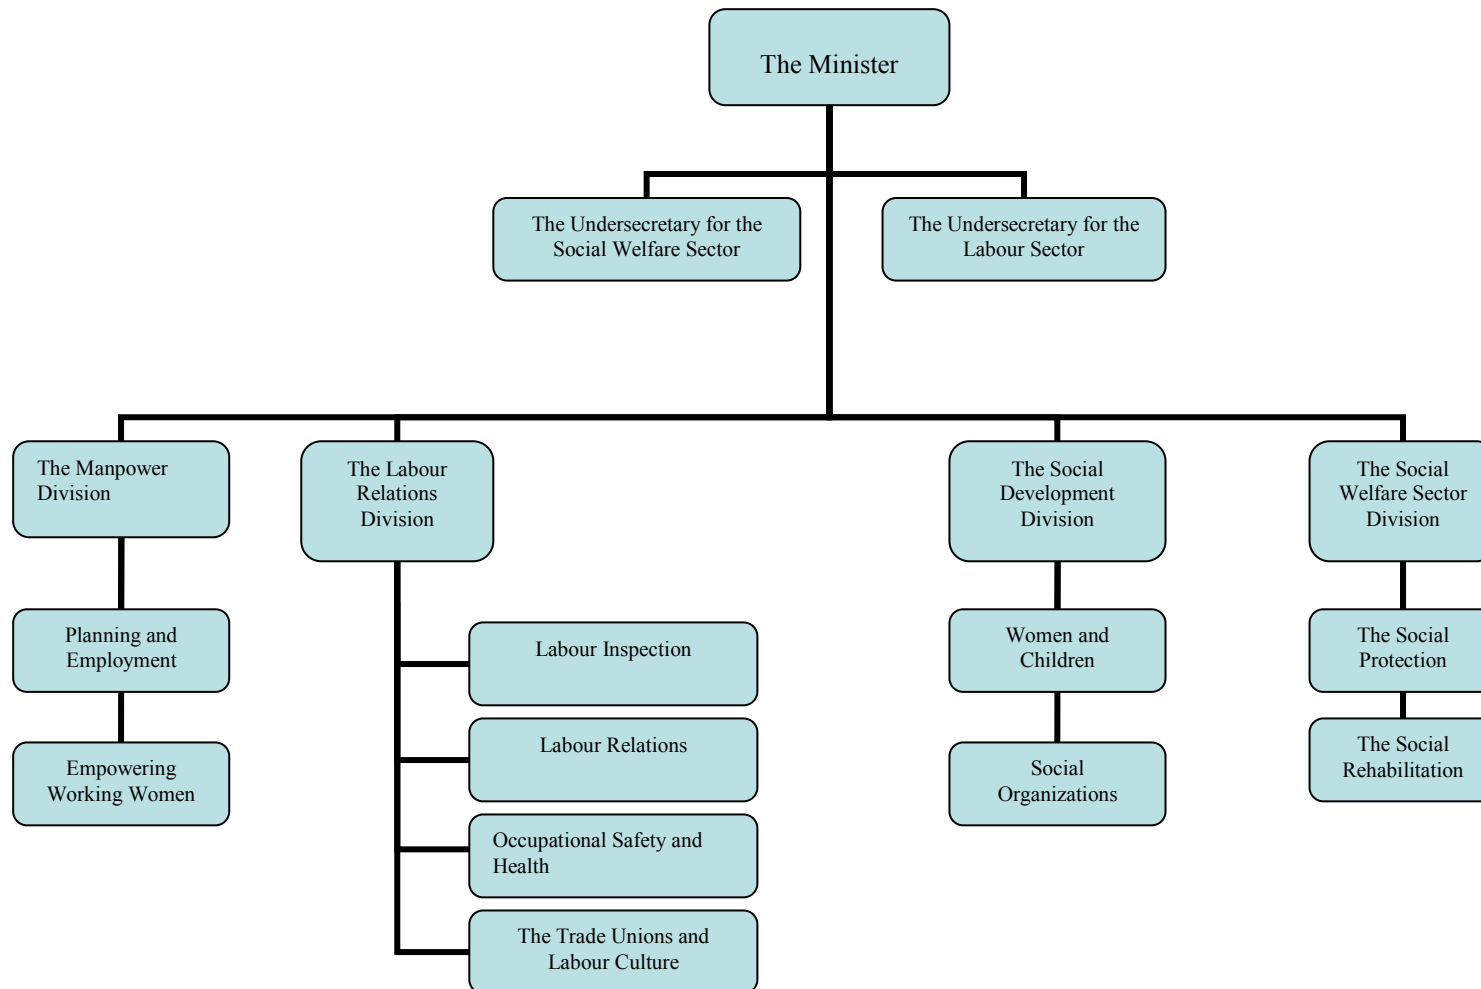 The Minister
The Undersecretary for the
Social Welfare Sector
The Undersecretary for the
Labour Sector
The Manpower
Division
The Labour
Relations
Division
The Social
Development
Division
The Social
Welfare Sector
Division
Planning and
Employment
Empowering
Working Women
Labour Inspection
Labour Relations
Occupational Safety and
Health
The Trade Unions and
Labour Culture
Women and
Children
Social
Organizations
The Social
Protection
The Social
Rehabilitation